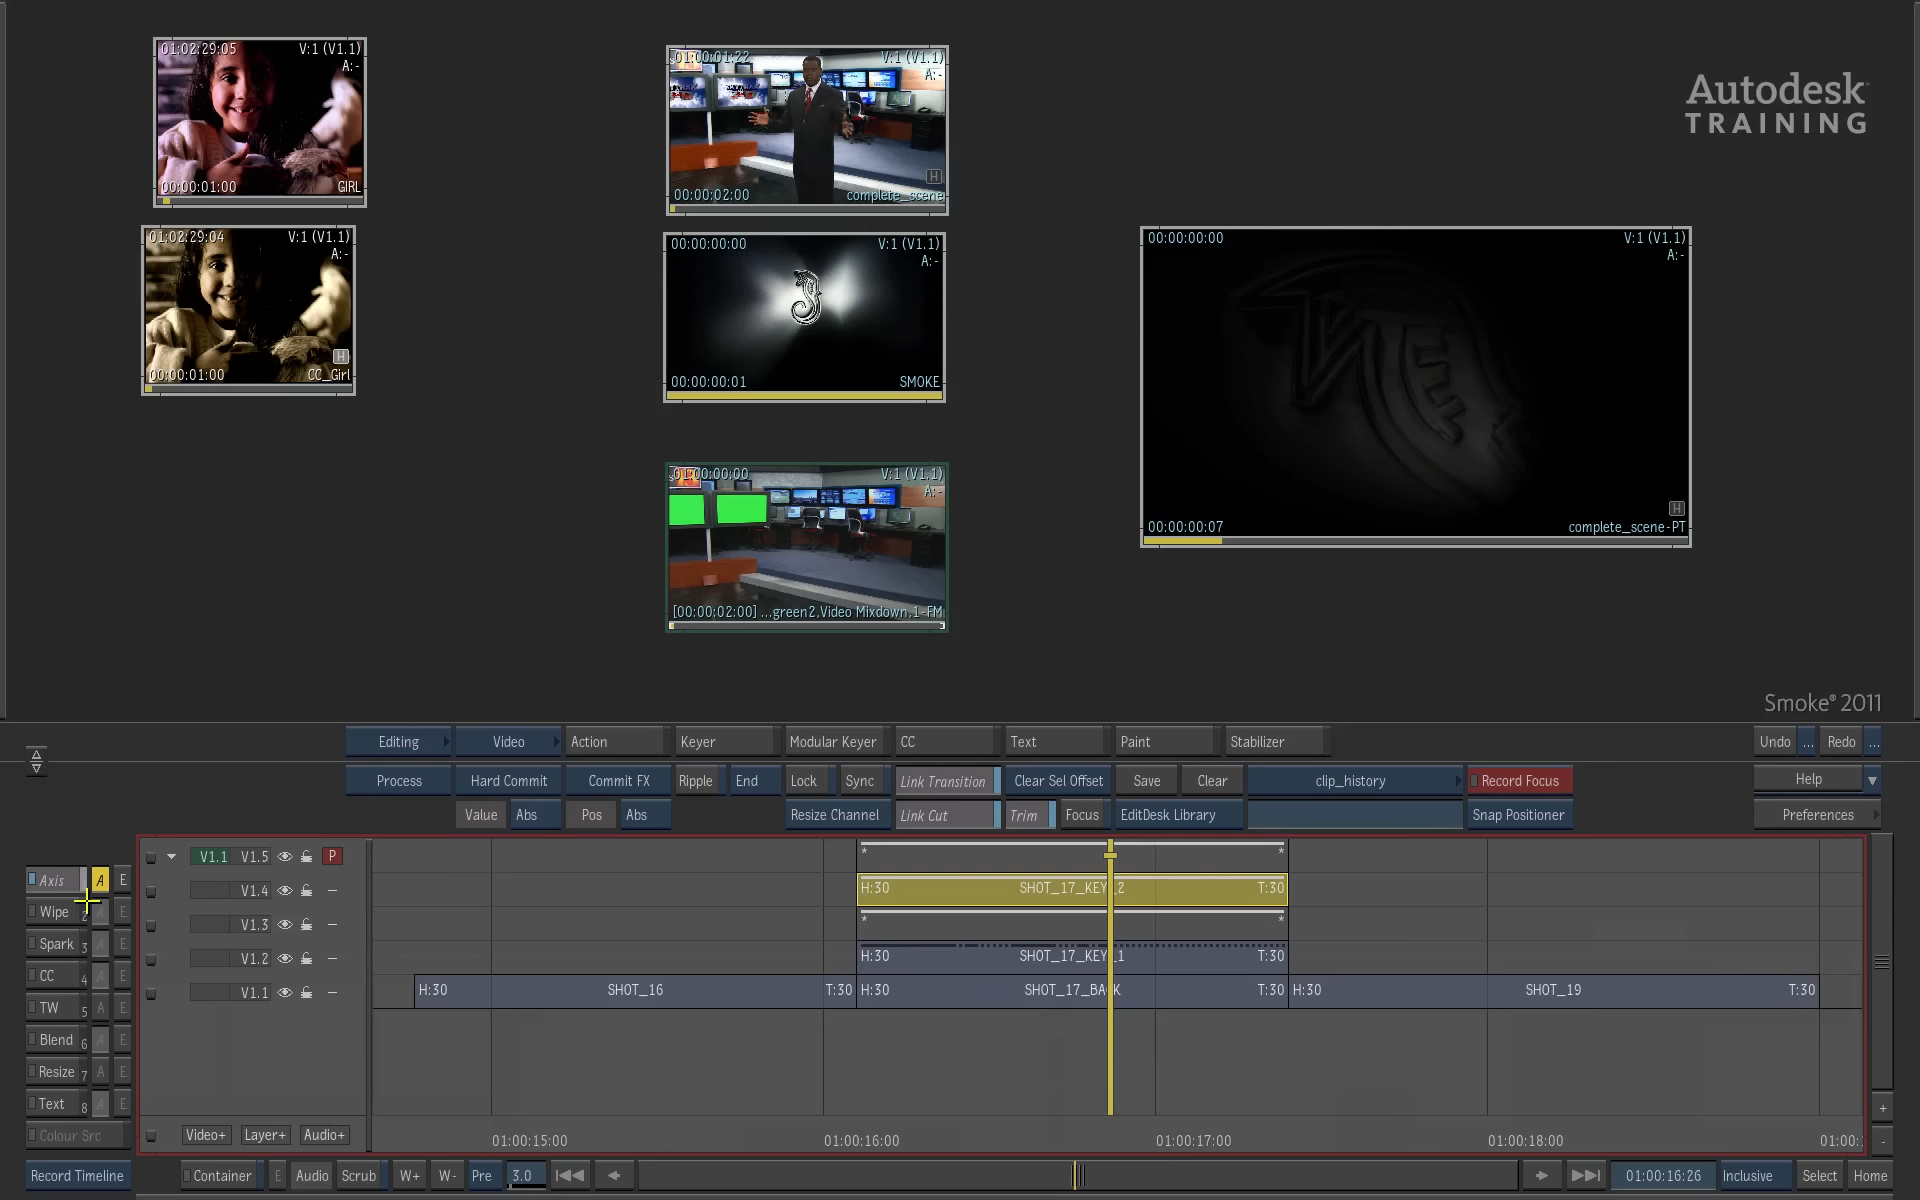 01:02:29:05 V:1 (V1.1)
A:-
00:00:01:00 GIRL
01:02:29:04 V:1 (V1.1)
A:-
H
00:00:01:00 CC_Girl
01:00:01:22 V:1 (V1.1)
A:-
H
00:00:02:00 complete_scene
00:00:00:00 V:1 (V1.1)
A:-
00:00:00:01 SMOKE
01:00:00:00 V:1 (V1.1)
A:-
[00:00:02:00] ...green2,Video Mixdown,1-FM
Autodesk
TRAINING
00:00:00:00 V:1 (V1.1)
A:-
H
00:00:00:07 complete_scene-PT
Smoke® 2011
Editing Video Action Keyer Modular Keyer CC Text Paint Stabilizer Undo ... Redo ...
Process Hard Commit Commit FX Ripple End Lock Sync Link Transition Clear Sel Offset Save Clear clip_history Record Focus Help
Value Abs Pos Abs Resize Channel Link Cut Trim Focus EditDesk Library Snap Positioner Preferences
V1.1 V1.5 P * *
Axis A E
V1.4 H:30 SHOT_17_KEY_2 T:30
Wipe 2 A E
V1.3 * *
Spark 3 A E
V1.2 H:30 SHOT_17_KEY_1 T:30
CC 4 A E
V1.1 H:30 SHOT_16 T:30 H:30 SHOT_17_BACK T:30 H:30 SHOT_19 T:30
TW 5 A E
Blend 6 A E
Resize 7 A E
Text 8 A E
+
Colour Src Video+ Layer+ Audio+ 01:00:15:00 01:00:16:00 01:00:17:00 01:00:18:00 01:00: -
Record Timeline Container E Audio Scrub W+ W- Pre 3.0 01:00:16:26 Inclusive Select Home